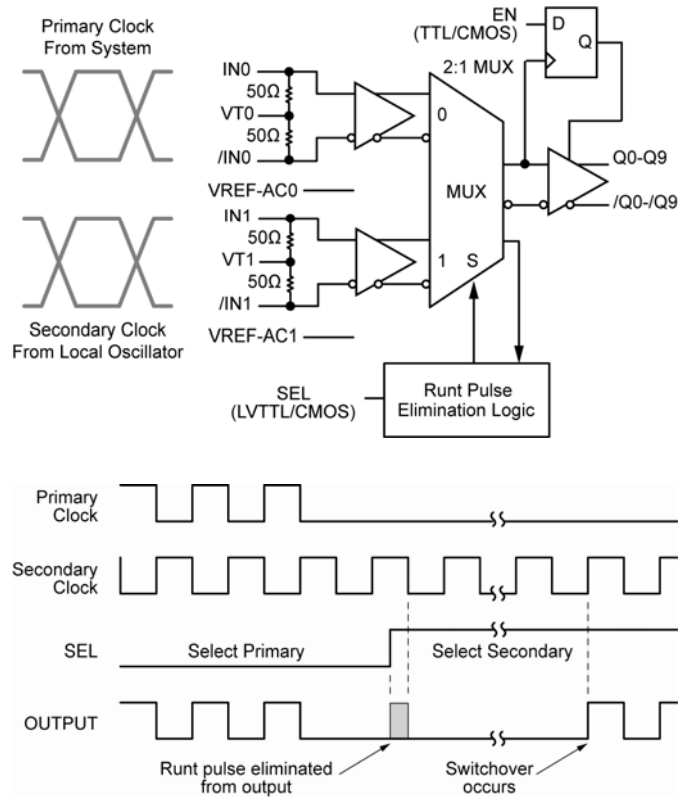 Primary Clock
From System
EN
(TTL/CMOS)
D
Q
2:1 MUX
IN0
50Ω
VT0
50Ω
/IN0
0
VREF-AC0
MUX
Q0-Q9
/Q0-/Q9
IN1
50Ω
VT1
50Ω
/IN1
1
S
Secondary Clock
From Local Oscillator
VREF-AC1
SEL
(LVTTL/CMOS)
Runt Pulse
Elimination Logic
Primary
Clock
Secondary
Clock
SEL
Select Primary
Select Secondary
OUTPUT
Runt pulse eliminated
from output
Switchover
occurs